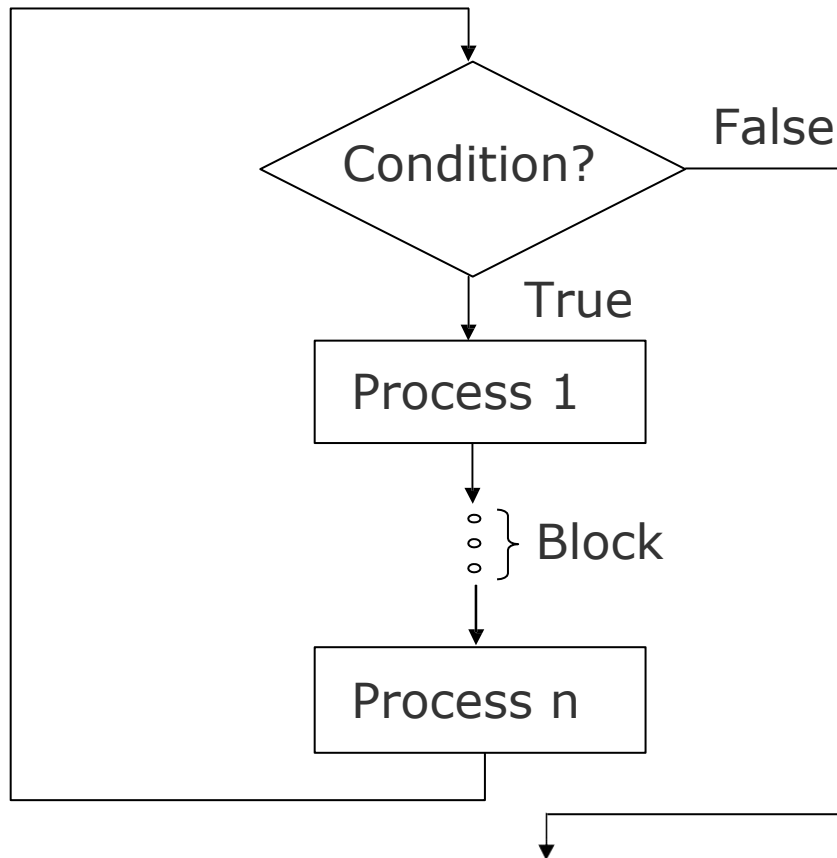 False
Condition?
True
Process 1
Block
Process n